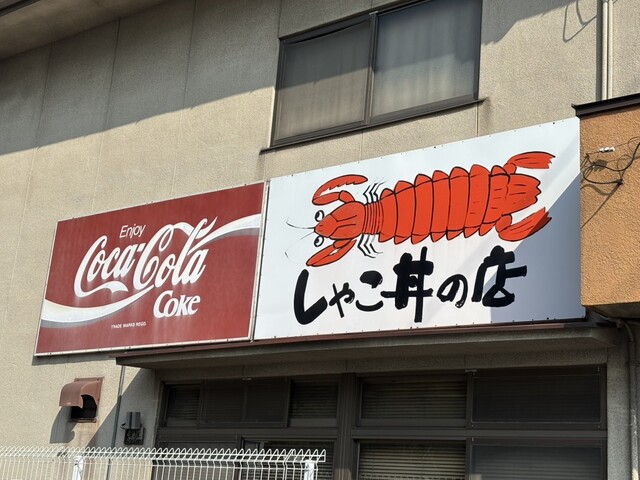 Enjoy
Coca-Cola
Coke
TRADE MARKS REGD.
しゃこ丼の店